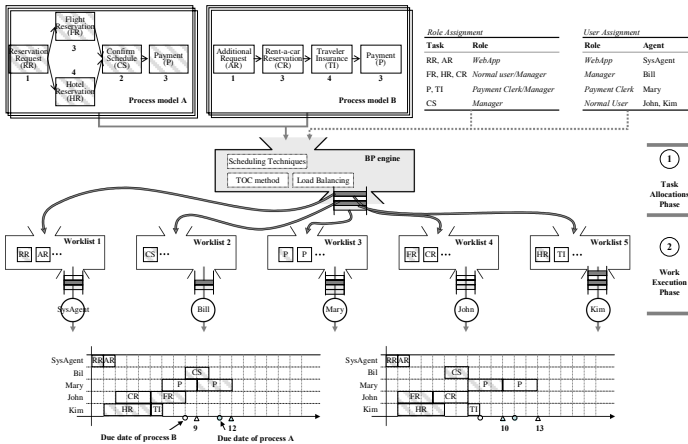 Reservation Request (RR)
1
Flight Reservation (FR)
3
4
Hotel Reservation (HR)
Confirm Schedule (CS)
2
Payment (P)
3
Process model A
Additional Request (AR)
1
Rent-a-car Reservation (CR)
3
Traveler Insurance (TI)
4
Payment (P)
3
Process model B
Role Assignment
Task Role
RR, AR WebApp
FR, HR, CR Normal user/Manager
P, TI Payment Clerk/Manager
CS Manager
User Assignment
Role Agent
WebApp SysAgent
Manager Bill
Payment Clerk Mary
Normal User John, Kim
BP engine
Scheduling Techniques
TOC method
Load Balancing
1
Task Allocations Phase
2
Work Execution Phase
Worklist 1
RR AR ...
SysAgent
Worklist 2
CS ...
Bill
Worklist 3
P P ...
Mary
Worklist 4
FR CR ...
John
Worklist 5
HR TI ...
Kim
SysAgent RR AR
Bil CS
Mary P P
John CR FR
Kim HR TI
9 12
Due date of process B
Due date of process A
SysAgent RR AR
Bil CS
Mary P P
John FR CR
Kim HR TI
10 13